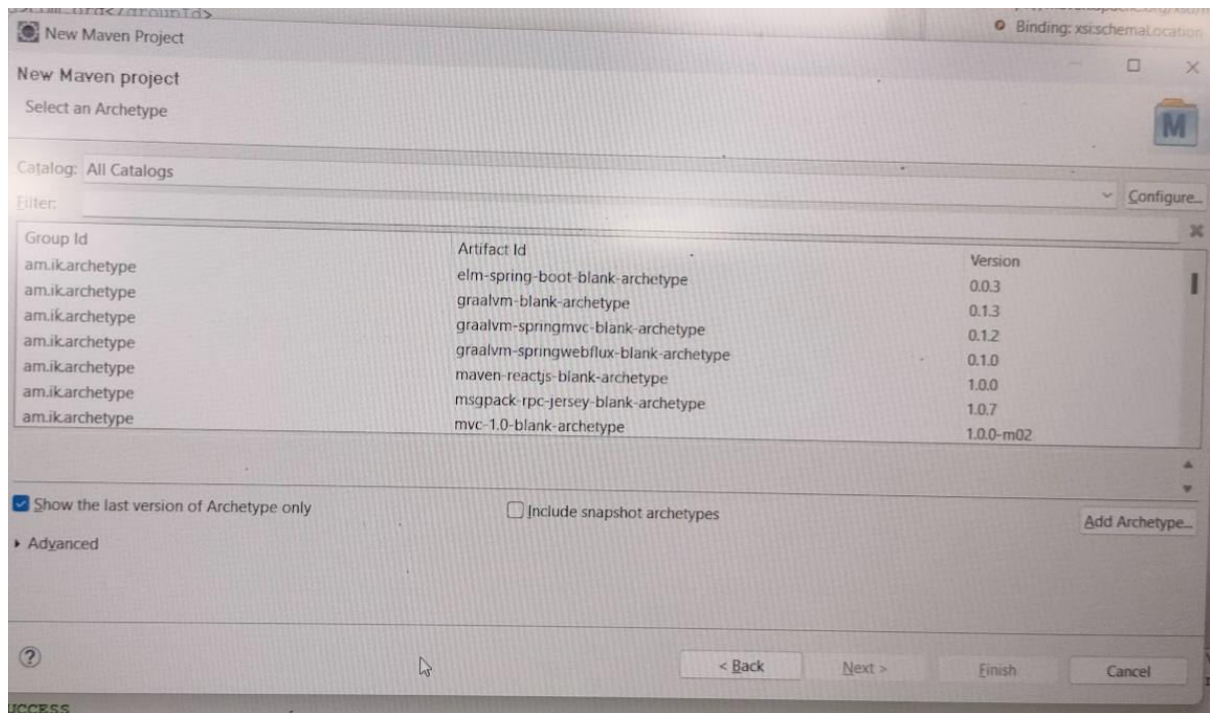 New Maven Project
Binding: xsi:schemaLocation
New Maven project
Select an Archetype
M
Catalog: All Catalogs
Configure...
Filter:
Group Id Artifact Id Version
am.ik.archetype elm-spring-boot-blank-archetype 0.0.3
am.ik.archetype graalvm-blank-archetype 0.1.3
am.ik.archetype graalvm-springmvc-blank-archetype 0.1.2
am.ik.archetype graalvm-springwebflux-blank-archetype 0.1.0
am.ik.archetype maven-reactjs-blank-archetype 1.0.0
am.ik.archetype msgpack-rpc-jersey-blank-archetype 1.0.7
am.ik.archetype mvc-1.0-blank-archetype 1.0.0-m02
Show the last version of Archetype only Include snapshot archetypes
Add Archetype...
Advanced
? < Back Next > Finish Cancel
UCCESS